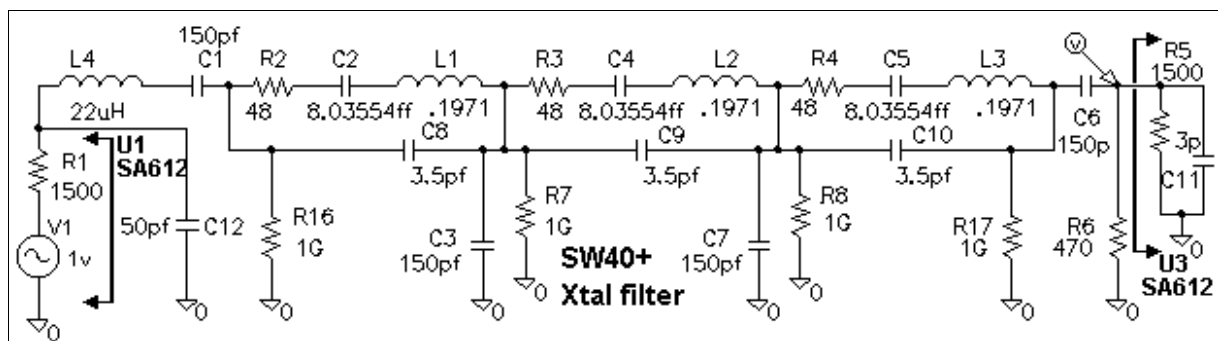 150pf
L4
C1
R2
C2
L1
R3
C4
L2
R4
C5
L3
v
R5
1500
22uH
48
8.03554ff
.1971
48
8.03554ff
.1971
48
8.03554ff
.1971
C6
150p
3p
C11
0
U1
SA612
R1
1500
C8
3.5pf
C9
3.5pf
C10
3.5pf
V1
1v
50pf
C12
R16
1G
R7
1G
C3
150pf
C7
150pf
R8
1G
R17
1G
R6
470
SW40+
Xtal filter
U3
SA612
0
0
0
0
0
0
0
0
0